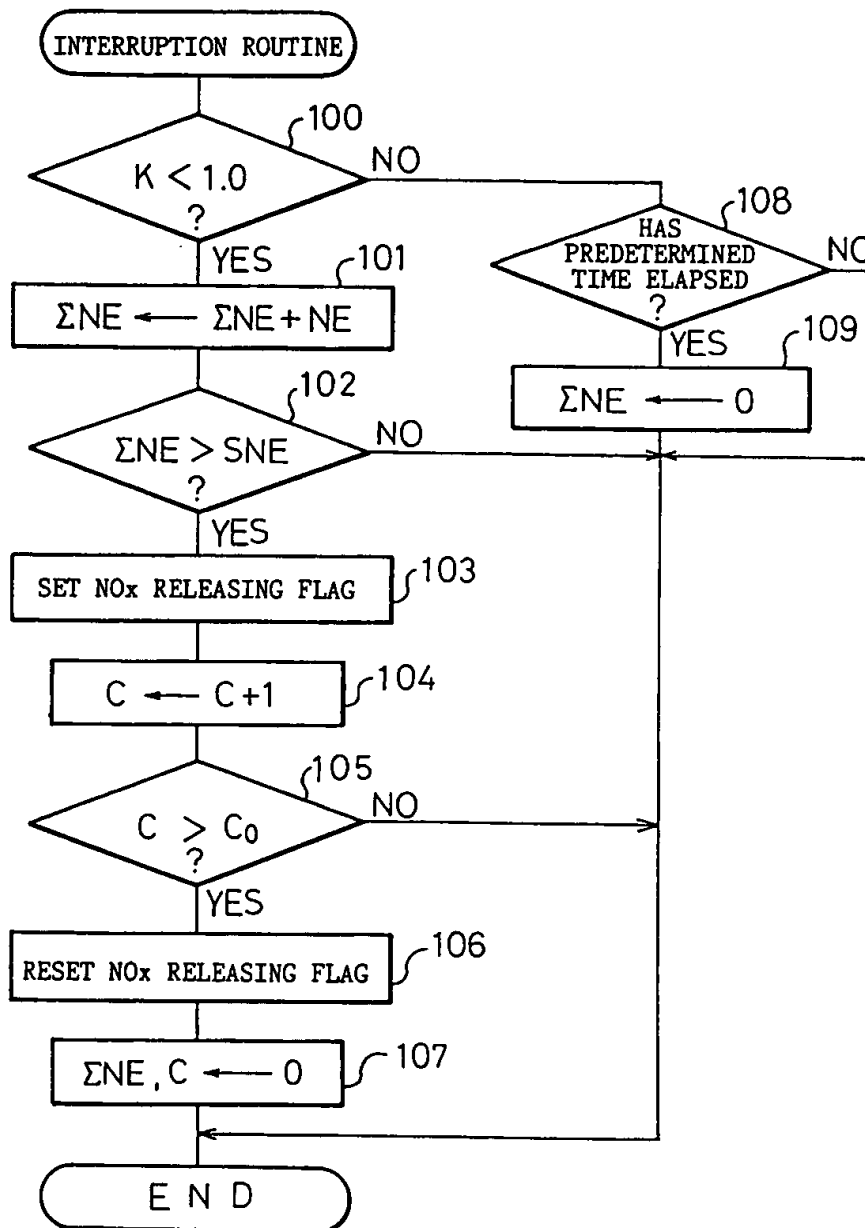 INTERRUPTION ROUTINE
100
K < 1.0
?
NO
YES
101
ΣNE ← ΣNE + NE
102
ΣNE > SNE
?
NO
YES
SET NOx RELEASING FLAG
103
C ← C+1
104
105
C > C₀
?
NO
YES
RESET NOx RELEASING FLAG
106
ΣNE, C ← 0
107
END
108
HAS
PREDETERMINED
TIME ELAPSED
?
NO
YES
109
ΣNE ← 0